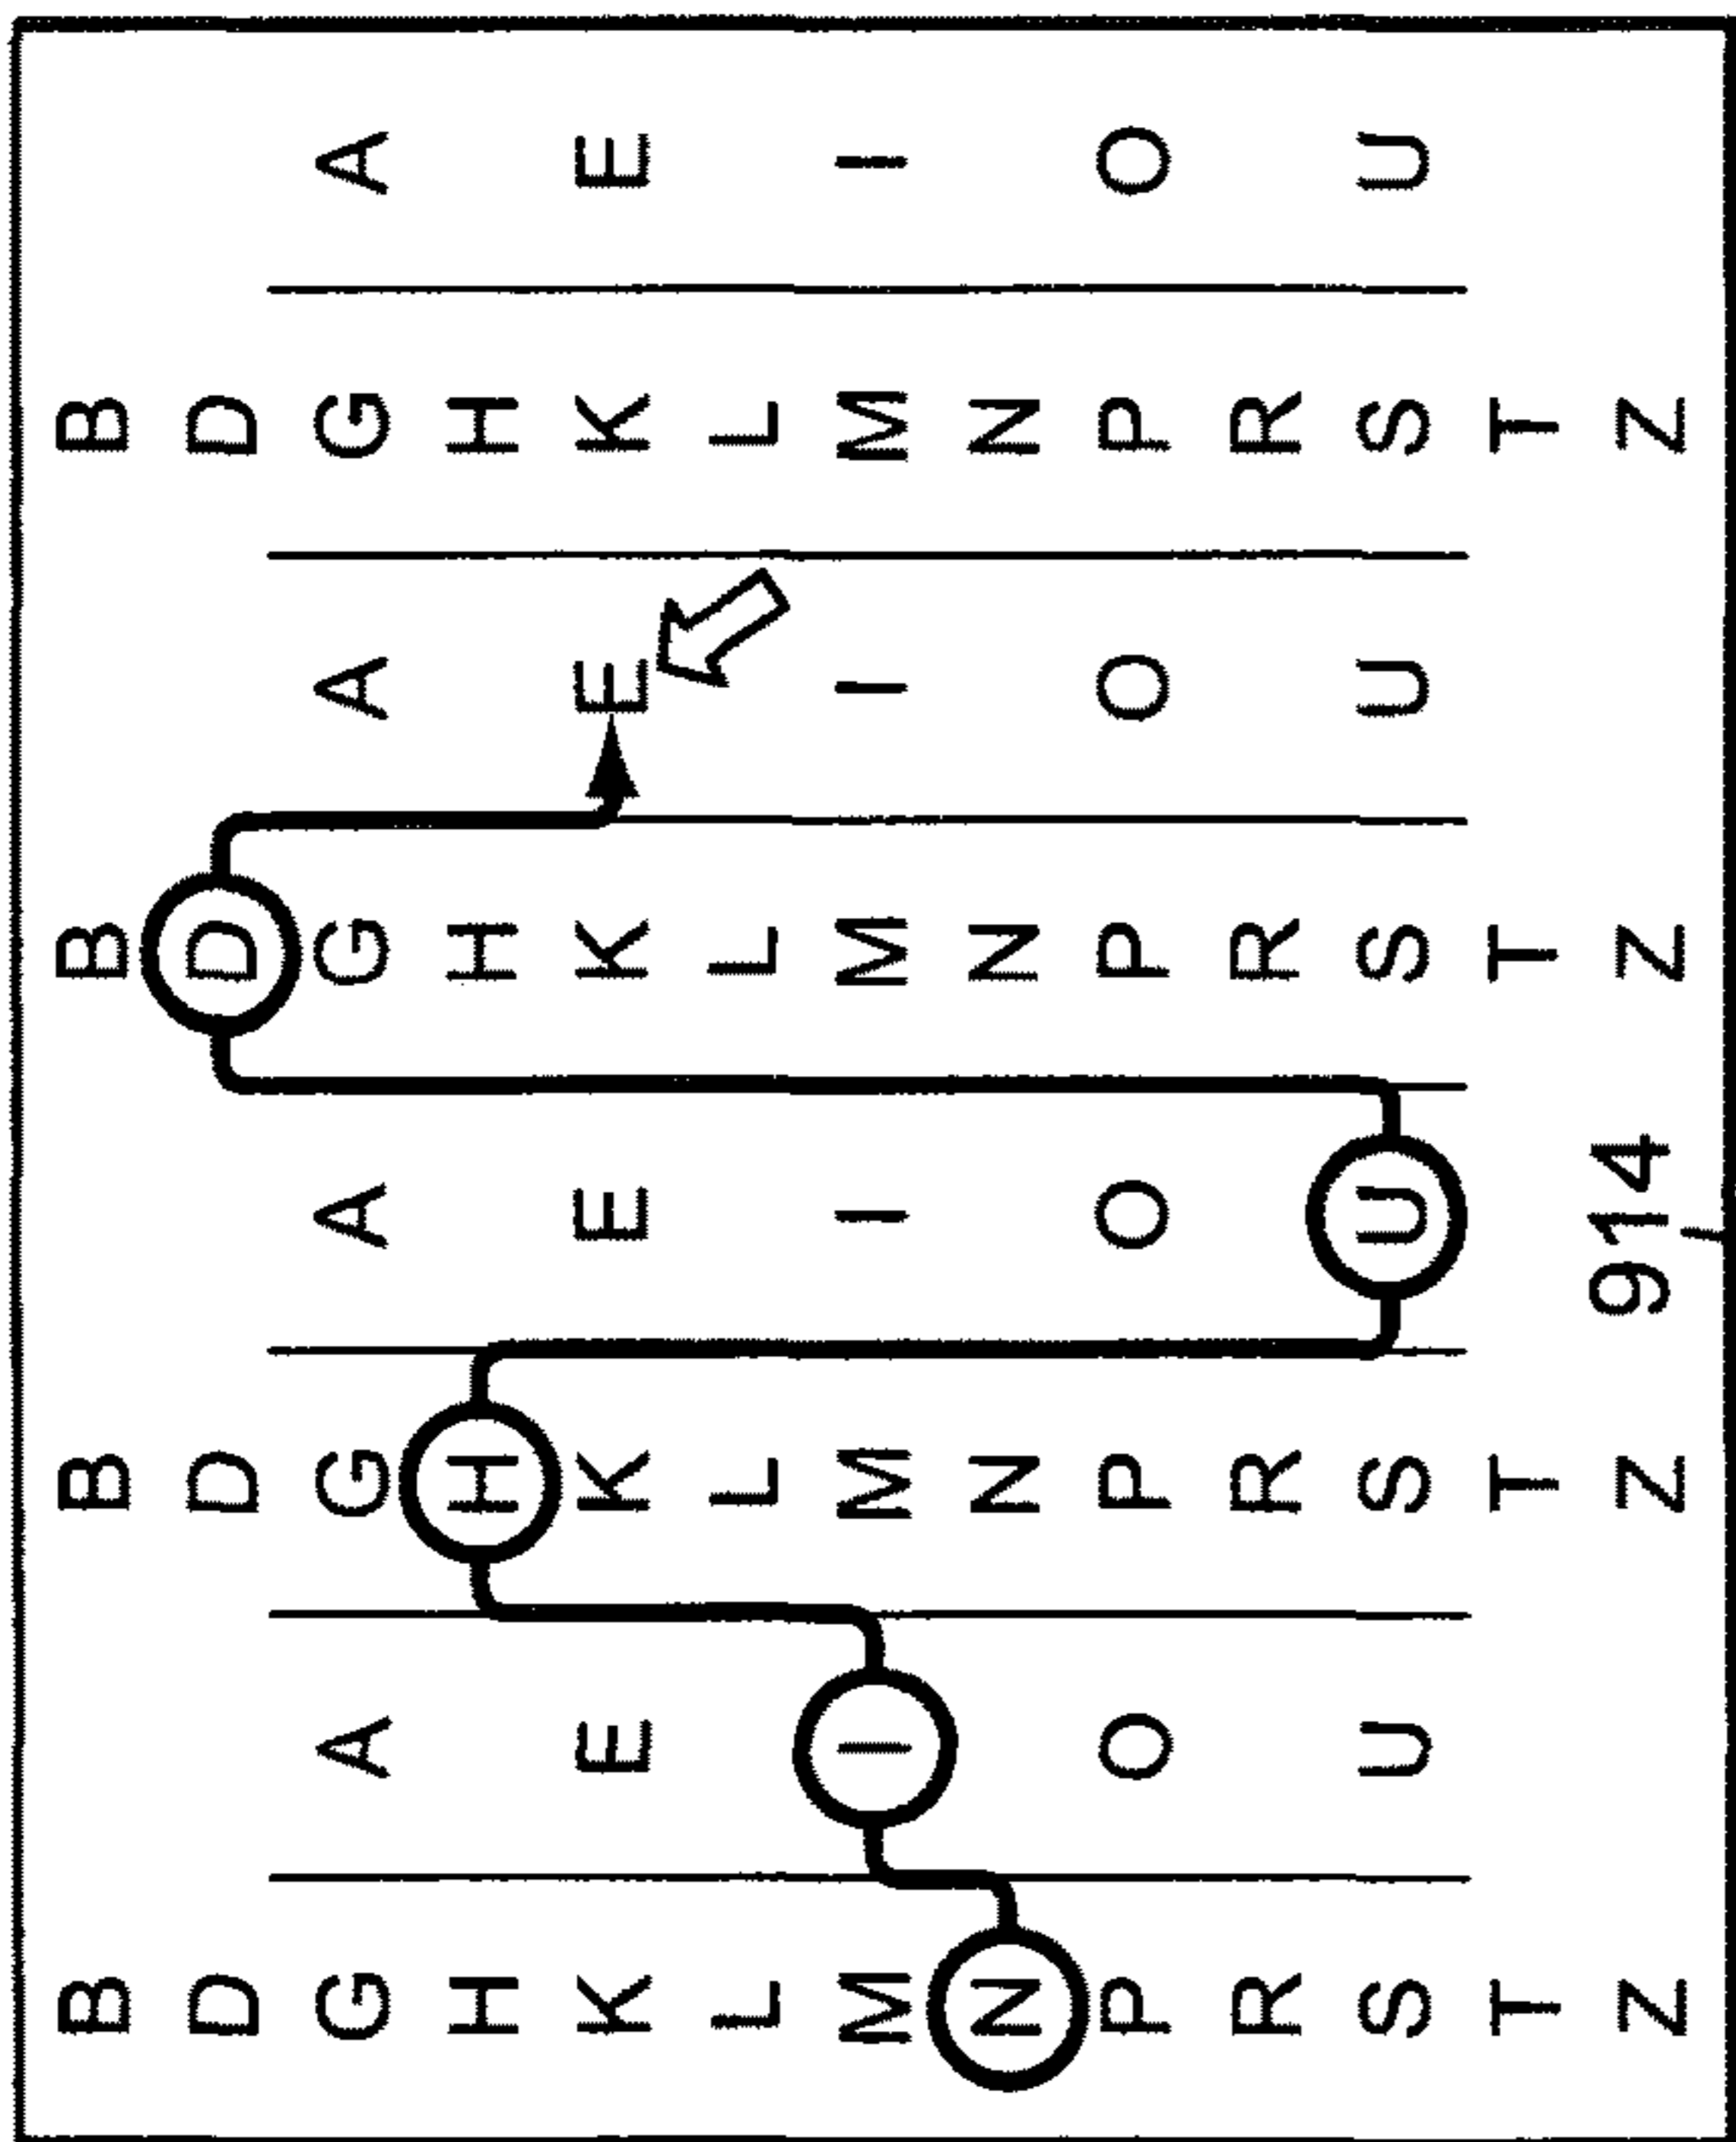 B B B B
D D D D
G A G A G A G A
H H H H
K E K E K E K E
L L L L
M I M I M I M I
N N N N
P O P O P O P O
R R R R
S U S U S U S U
T T T T
Z Z 914 Z Z